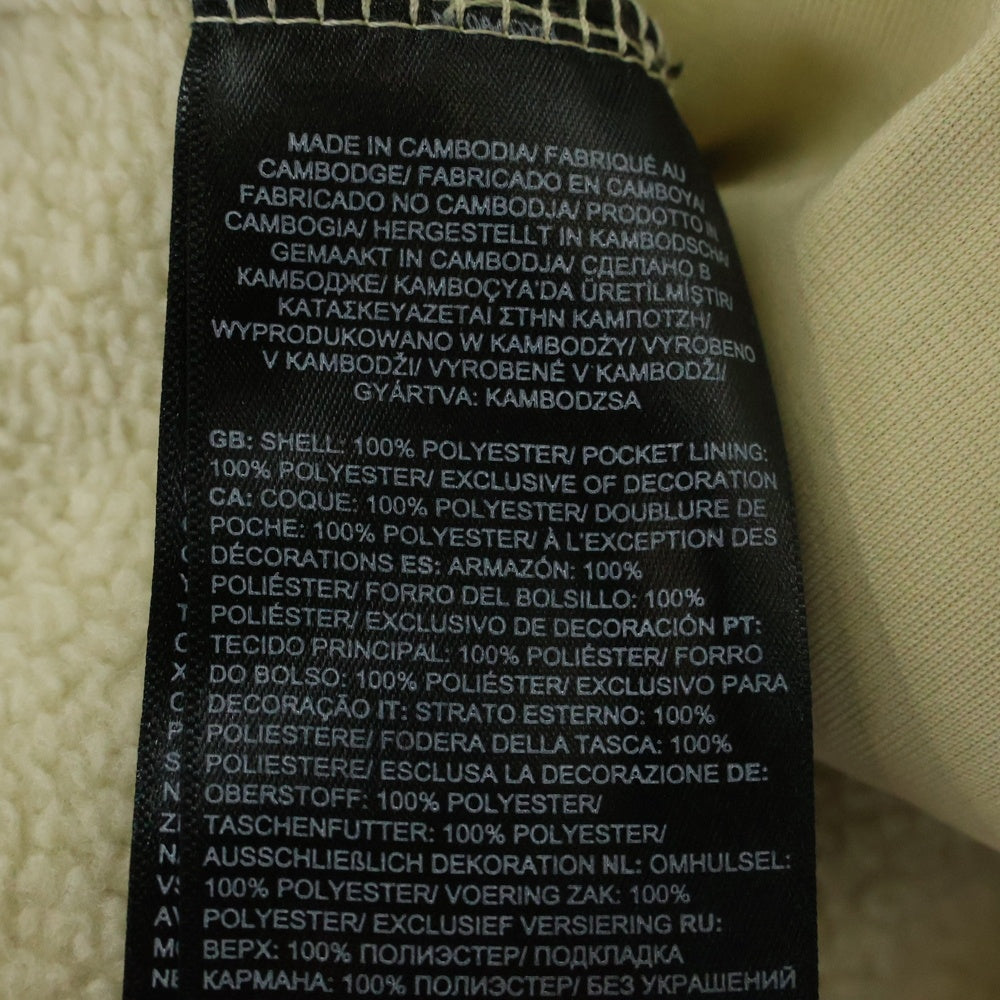 MADE IN CAMBODIA/ FABRIQUÉ AU
CAMBODGE/ FABRICADO EN CAMBOYA/
FABRICADO NO CAMBODJA/ PRODOTTO IN
CAMBOGIA/ HERGESTELLT IN KAMBODSCHA/
GEMAAKT IN CAMBODJA/ СДЕЛАНО В
КАМБОДЖЕ/ KAMBOÇYA'DA ÜRETİLMİŞTİR/
ΚΑΤΑΣΚΕΥΑΖΕΤΑΙ ΣΤΗΝ ΚΑΜΠΟΤΖΗ/
WYPRODUKOWANO W KAMBODŻY/ VYROBENO
V KAMBODŽI/ VYROBENÉ V KAMBODŽI/
GYÁRTVA: KAMBODZSA
GB: SHELL: 100% POLYESTER/ POCKET LINING:
100% POLYESTER/ EXCLUSIVE OF DECORATION
CA: COQUE: 100% POLYESTER/ DOUBLURE DE
POCHE: 100% POLYESTER/ À L'EXCEPTION DES
DÉCORATIONS ES: ARMAZÓN: 100%
POLIÉSTER/ FORRO DEL BOLSILLO: 100%
POLIÉSTER/ EXCLUSIVO DE DECORACIÓN PT:
TECIDO PRINCIPAL: 100% POLIÉSTER/ FORRO
DO BOLSO: 100% POLIÉSTER/ EXCLUSIVO PARA
DECORAÇÃO IT: STRATO ESTERNO: 100%
POLIESTERE/ FODERA DELLA TASCA: 100%
POLIESTERE/ ESCLUSA LA DECORAZIONE DE:
OBERSTOFF: 100% POLYESTER/
TASCHENFUTTER: 100% POLYESTER/
AUSSCHLIEßLICH DEKORATION NL: OMHULSEL:
100% POLYESTER/ VOERING ZAK: 100%
POLYESTER/ EXCLUSIEF VERSIERING RU:
ВЕРХ: 100% ПОЛИЭСТЕР/ ПОДКЛАДКА
КАРМАНА: 100% ПОЛИЭСТЕР/ БЕЗ УКРАШЕНИЙ